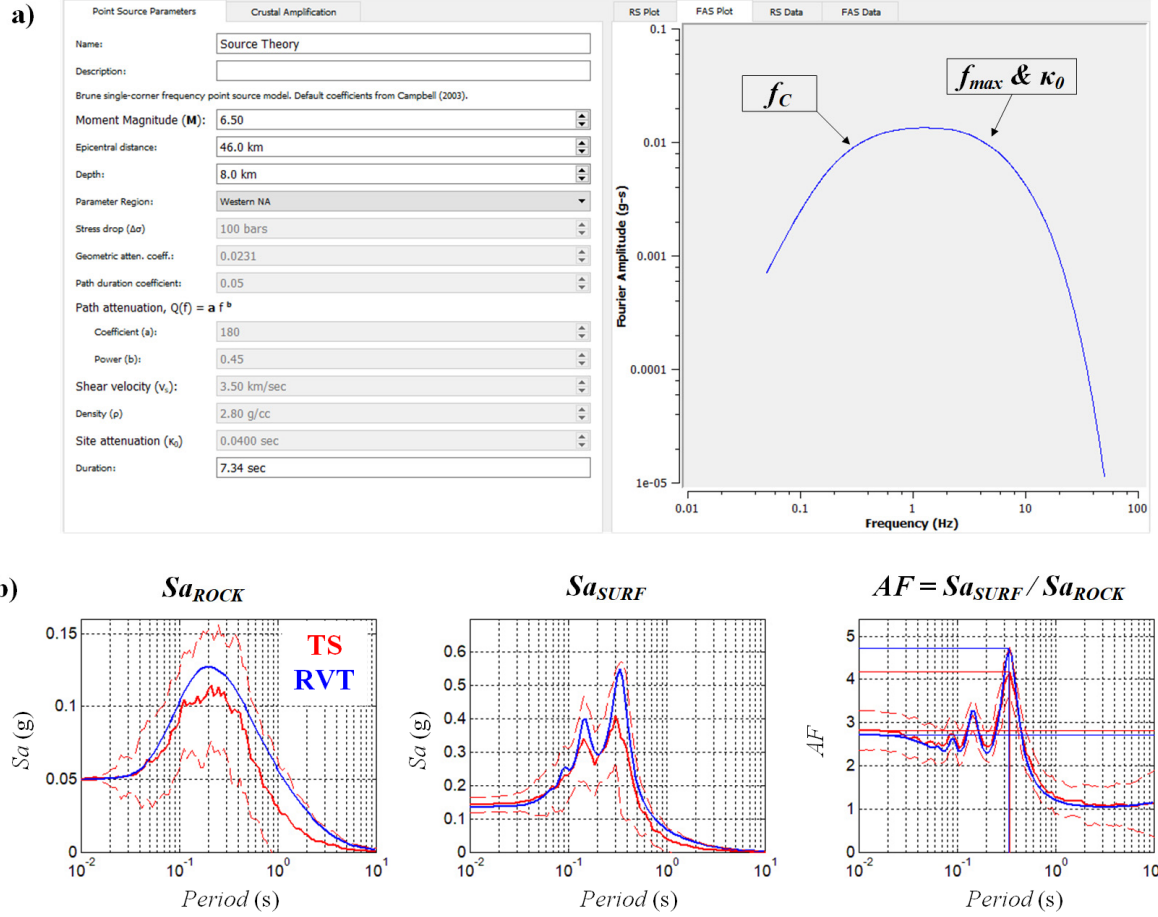 a)
Point Source Parameters
Crustal Amplification
Name:
Source Theory
Description:
Brune single-corner frequency point source model. Default coefficients from Campbell (2003).
Moment Magnitude (M):
6.50
Epicentral distance:
46.0 km
Depth:
8.0 km
Parameter Region:
Western NA
Stress drop (Δσ)
100 bars
Geometric atten. coeff.:
0.0231
Path duration coefficient:
0.05
Path attenuation, Q(f) = a f b
Coefficient (a):
180
Power (b):
0.45
Shear velocity (vs):
3.50 km/sec
Density (ρ)
2.80 g/cc
Site attenuation (κ0)
0.0400 sec
Duration:
7.34 sec
RS Plot
FAS Plot
RS Data
FAS Data
0.1
0.01
0.001
0.0001
1e-05
Fourier Amplitude (g-s)
fC
fmax & κ0
0.01
0.1
1
10
100
Frequency (Hz)
b)
SaROCK
0.15
0.1
0.05
0
Sa (g)
TS
RVT
10-2
10-1
100
101
Period (s)
SaSURF
0.6
0.5
0.4
0.3
0.2
0.1
0
Sa (g)
10-2
10-1
100
101
Period (s)
AF = SaSURF / SaROCK
5
4
3
2
1
0
AF
10-2
10-1
100
101
Period (s)